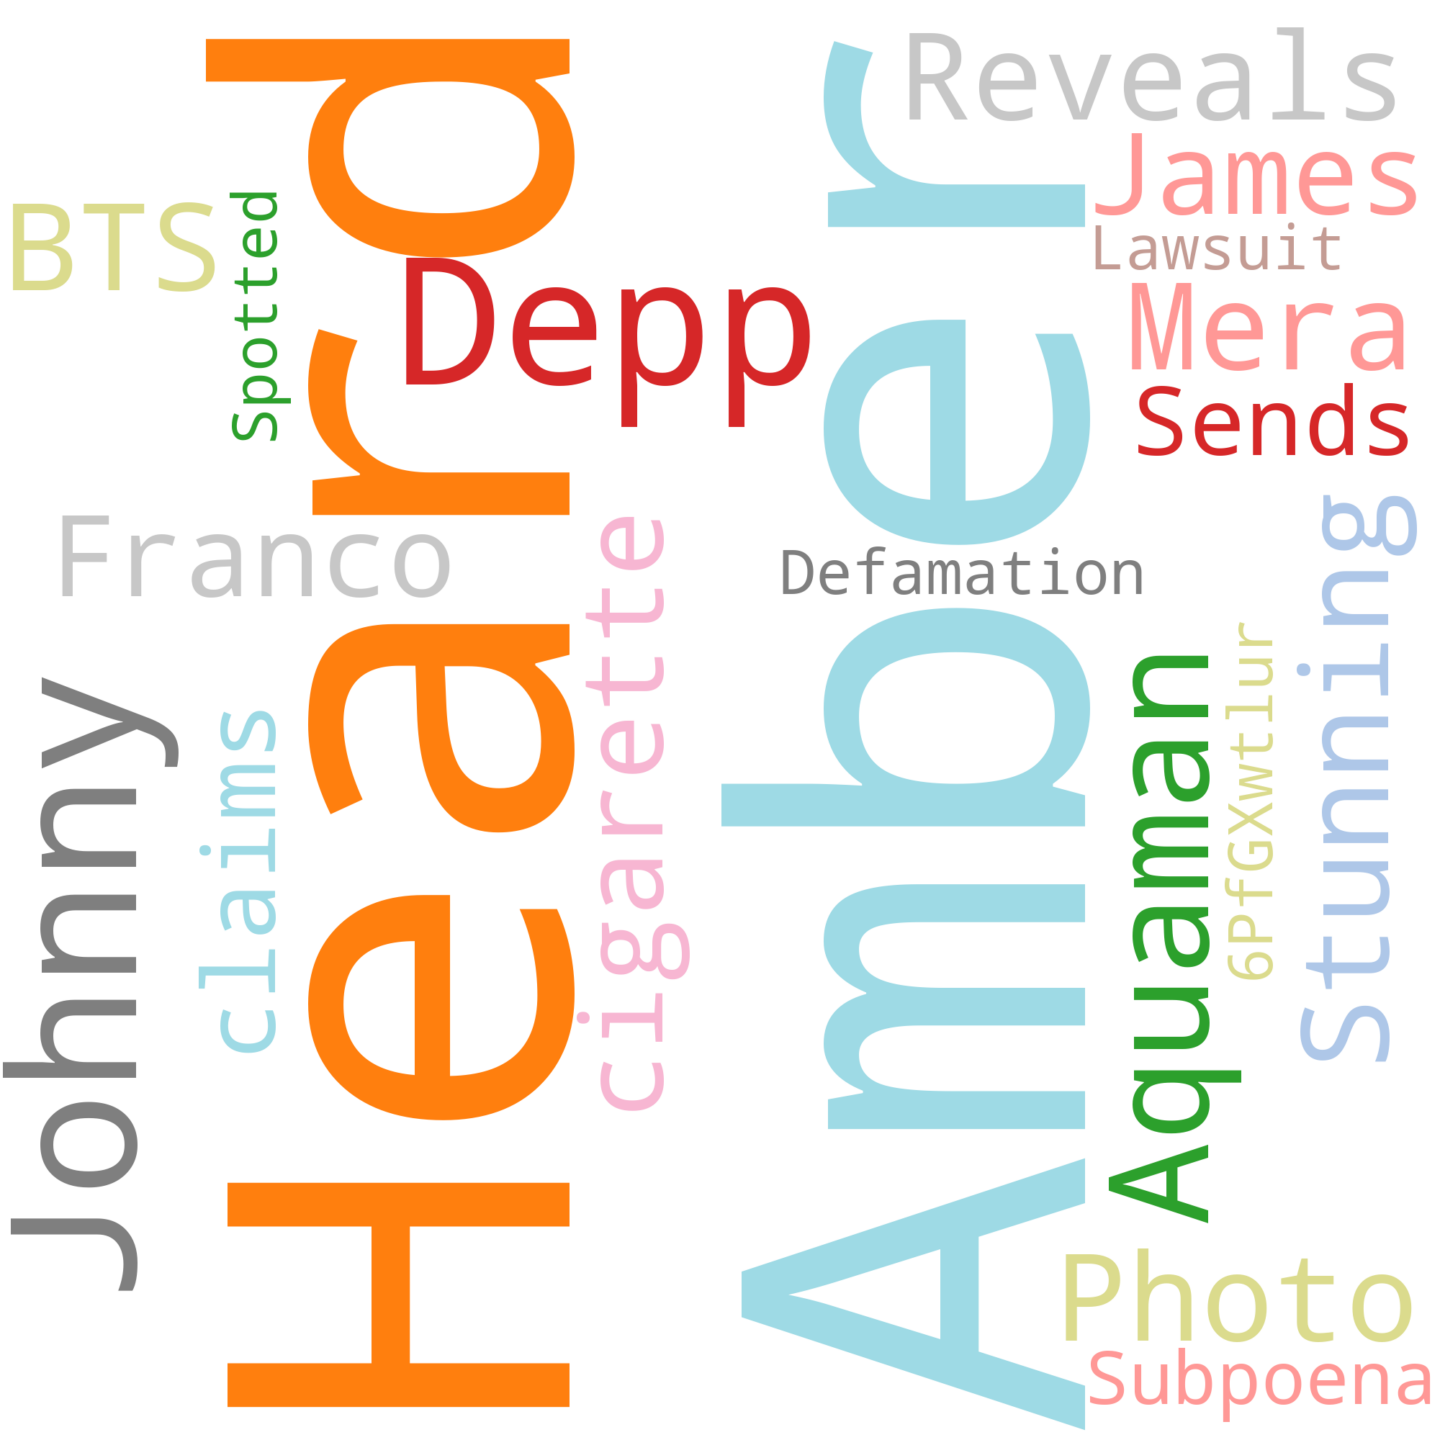 Reveals
James
BTS
Spotted
Lawsuit
Heard
Depp
Amber
Mera
Sends
Franco
cigarette
Defamation
Stunning
Johnny
claims
Aquaman
6PfGXwtlur
Photo
Subpoena